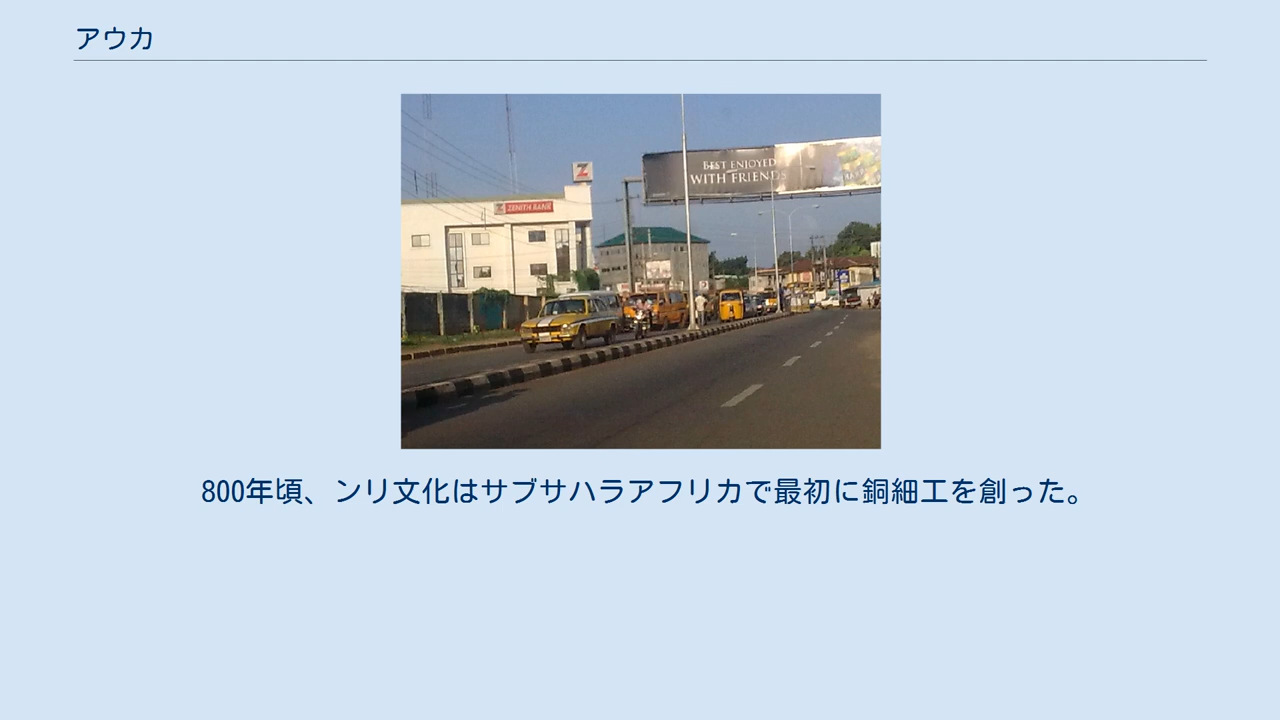 アウカ
Z
ZENITH BANK
BEST ENJOYED
WITH FRIENDS
800年頃、ンリ文化はサブサハラアフリカで最初に銅細工を創った。